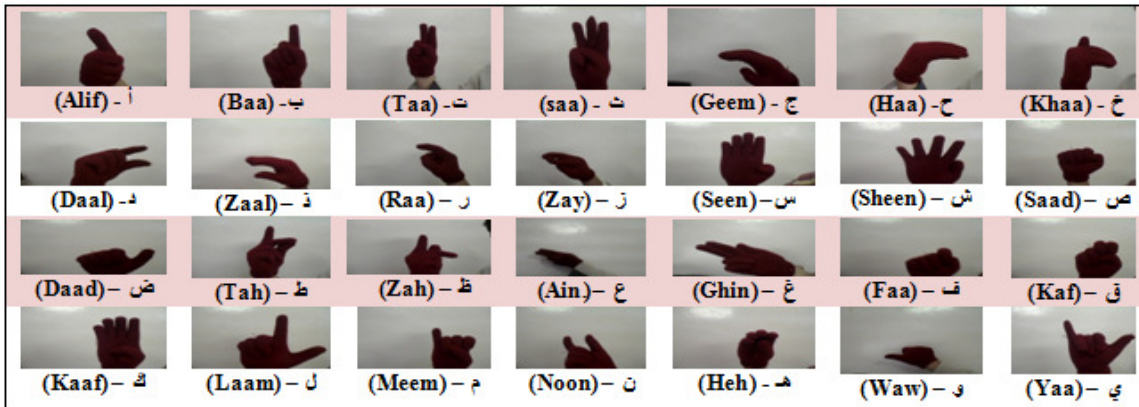 (Alif) - أ (Baa) -ب (Taa) -ت (saa) - ث (Geem) - ج (Haa) -ح (Khaa) - خ
(Daal) -د (Zaal) – ذ (Raa) – ر (Zay) – ز (Seen) –س (Sheen) – ش (Saad) – ص
(Daad) – ض (Tah) – ط (Zah) – ظ (Ain.) – ع (Ghin) – غ (Faa) – ف (Kaf) – ق
(Kaaf) – ك (Laam) – ل (Meem) – م (Noon) – ن (Heh) - هـ (Waw) – و (Yaa) – ي